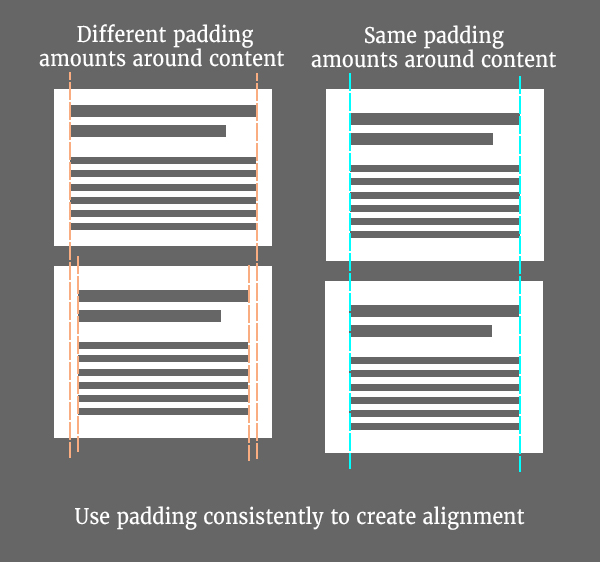 Different padding
amounts around content
Same padding
amounts around content
Use padding consistently to create alignment